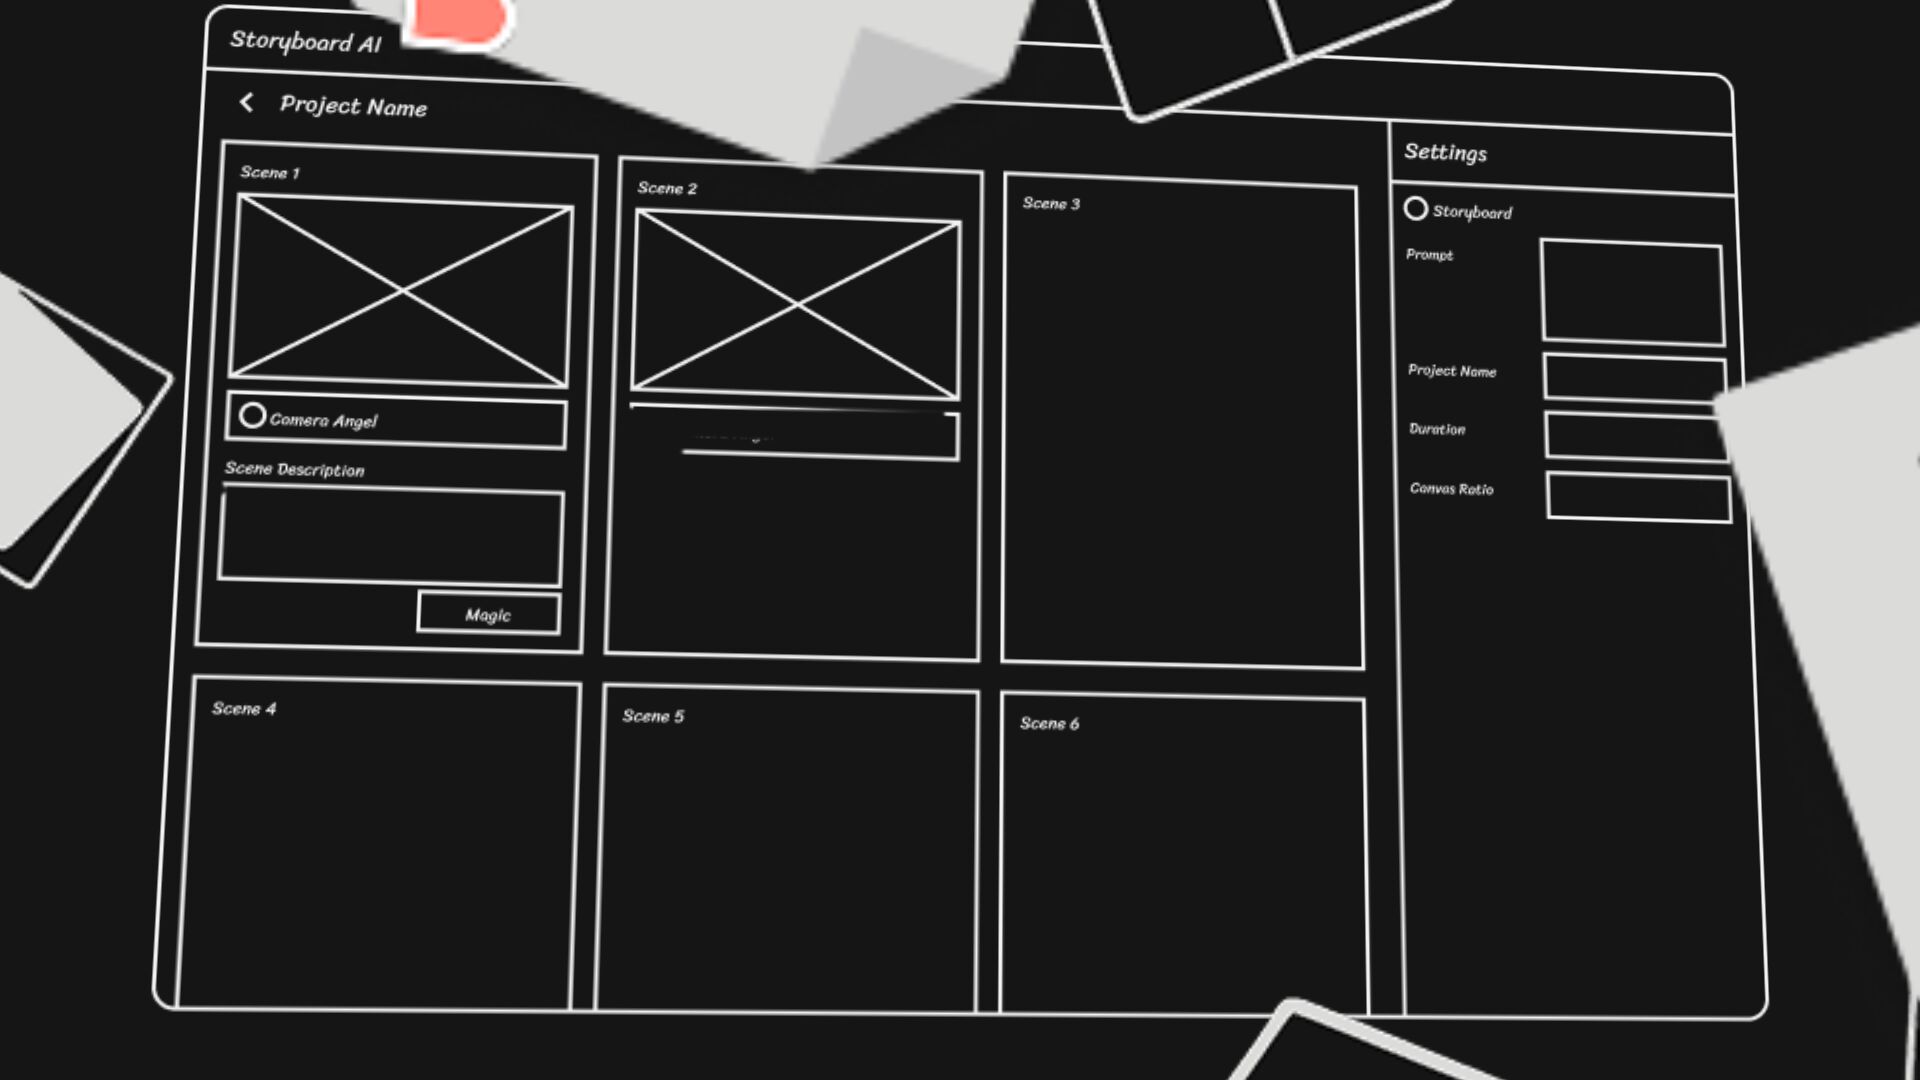 Storyboard AI
Project Name
Scene 1
Camera Angel
Scene Description
Magic
Scene 2
Scene 3
Scene 4
Scene 5
Scene 6
Settings
Storyboard
Prompt
Project Name
Duration
Canvas Ratio